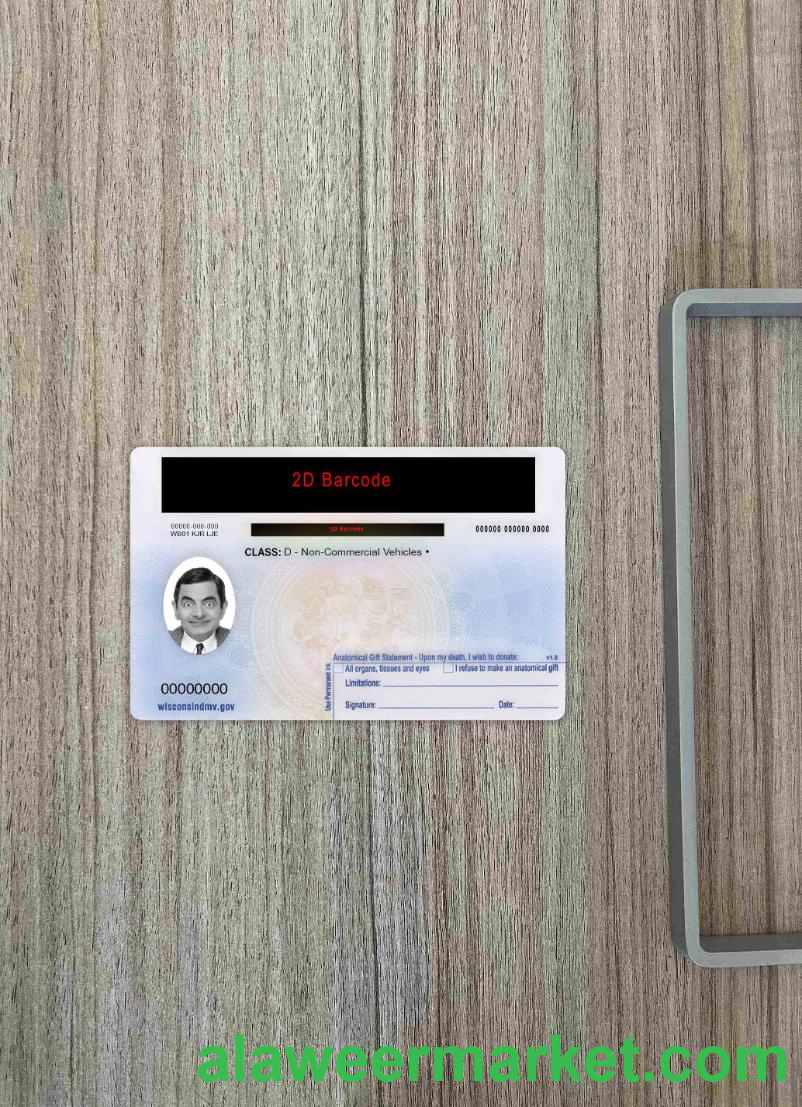 2D Barcode
00000-000-000
WB01 KJR LJE
2D Barcode
000000 000000 0000
CLASS: D - Non-Commercial Vehicles •
Anatomical Gift Statement - Upon my death, I wish to donate:
v1.0
All organs, tissues and eyes
I refuse to make an anatomical gift
Limitations:
Use Permanent ink
Signature:
Date:
00000000
wisconsindmv.gov
alaweermarket.com